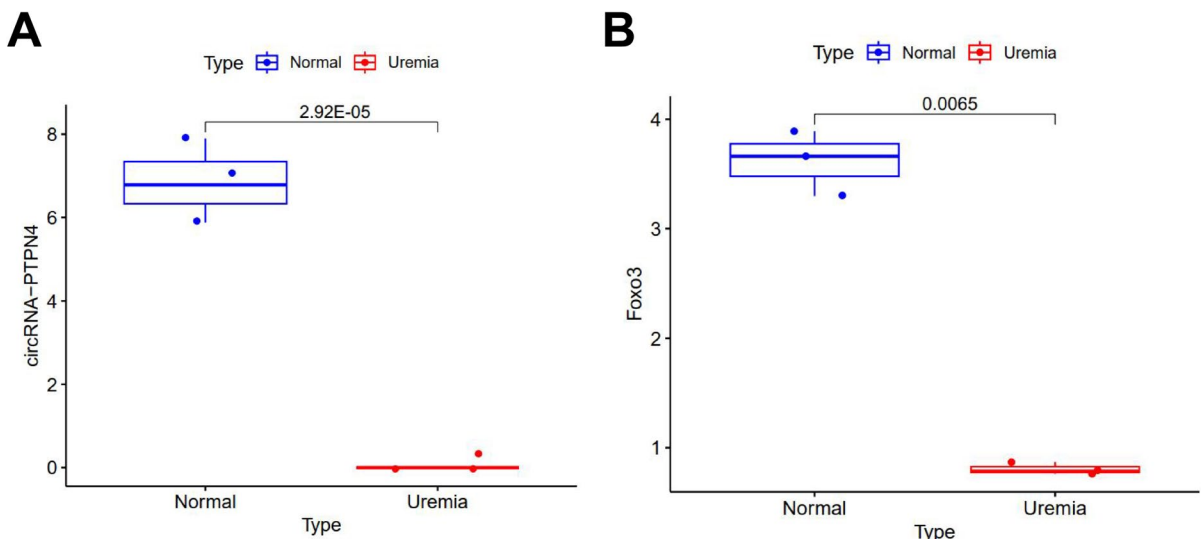 A
Type Normal Uremia
2.92E-05
8
6
4
2
0
circRNA−PTPN4
Normal Uremia
Type
B
Type Normal Uremia
0.0065
4
3
2
1
Foxo3
Normal Uremia
Type